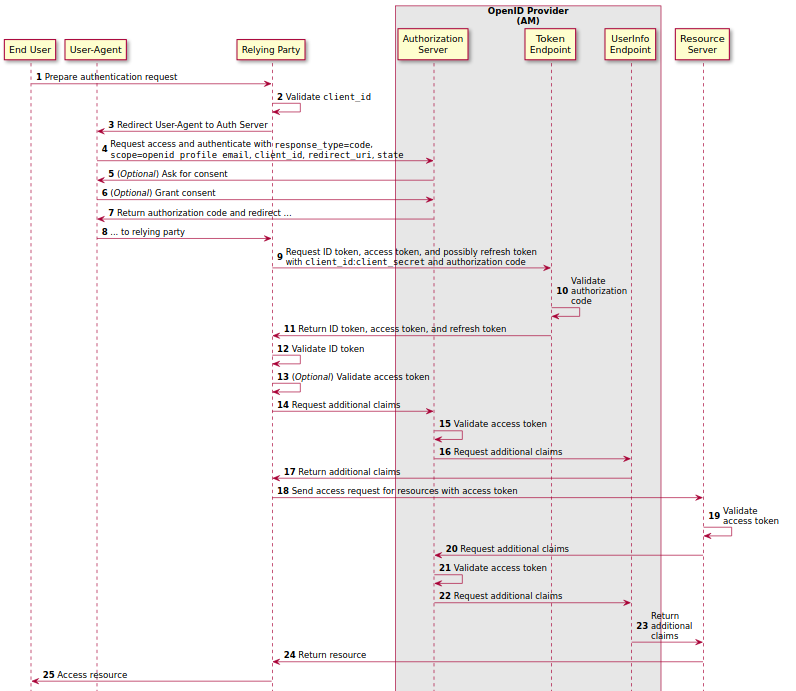 OpenID Provider
(AM)
End User
User-Agent
Relying Party
Authorization
Server
Token
Endpoint
UserInfo
Endpoint
Resource
Server
1 Prepare authentication request
2 Validate client_id
3 Redirect User-Agent to Auth Server
4 Request access and authenticate with response_type=code,
scope=openid profile email, client_id, redirect_uri, state
5 (Optional) Ask for consent
6 (Optional) Grant consent
7 Return authorization code and redirect ...
8 ... to relying party
9 Request ID token, access token, and possibly refresh token
with client_id:client_secret and authorization code
10 Validate
authorization
code
11 Return ID token, access token, and refresh token
12 Validate ID token
13 (Optional) Validate access token
14 Request additional claims
15 Validate access token
16 Request additional claims
17 Return additional claims
18 Send access request for resources with access token
19 Validate
access token
20 Request additional claims
21 Validate access token
22 Request additional claims
23 Return
additional
claims
24 Return resource
25 Access resource